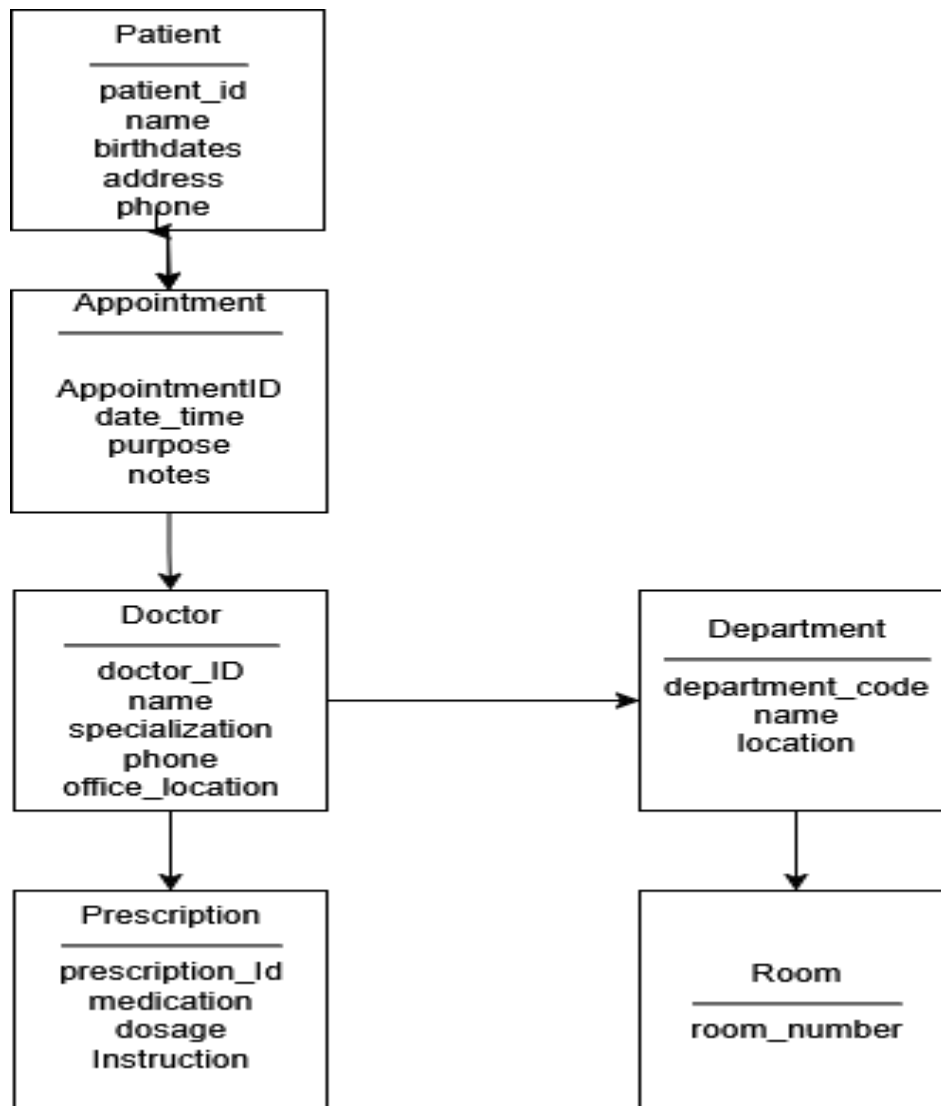 Patient
patient_id
name
birthdates
address
phone
Appointment
AppointmentID
date_time
purpose
notes
Doctor
doctor_ID
name
specialization
phone
office_location
Department
department_code
name
location
Prescription
prescription_Id
medication
dosage
Instruction
Room
room_number